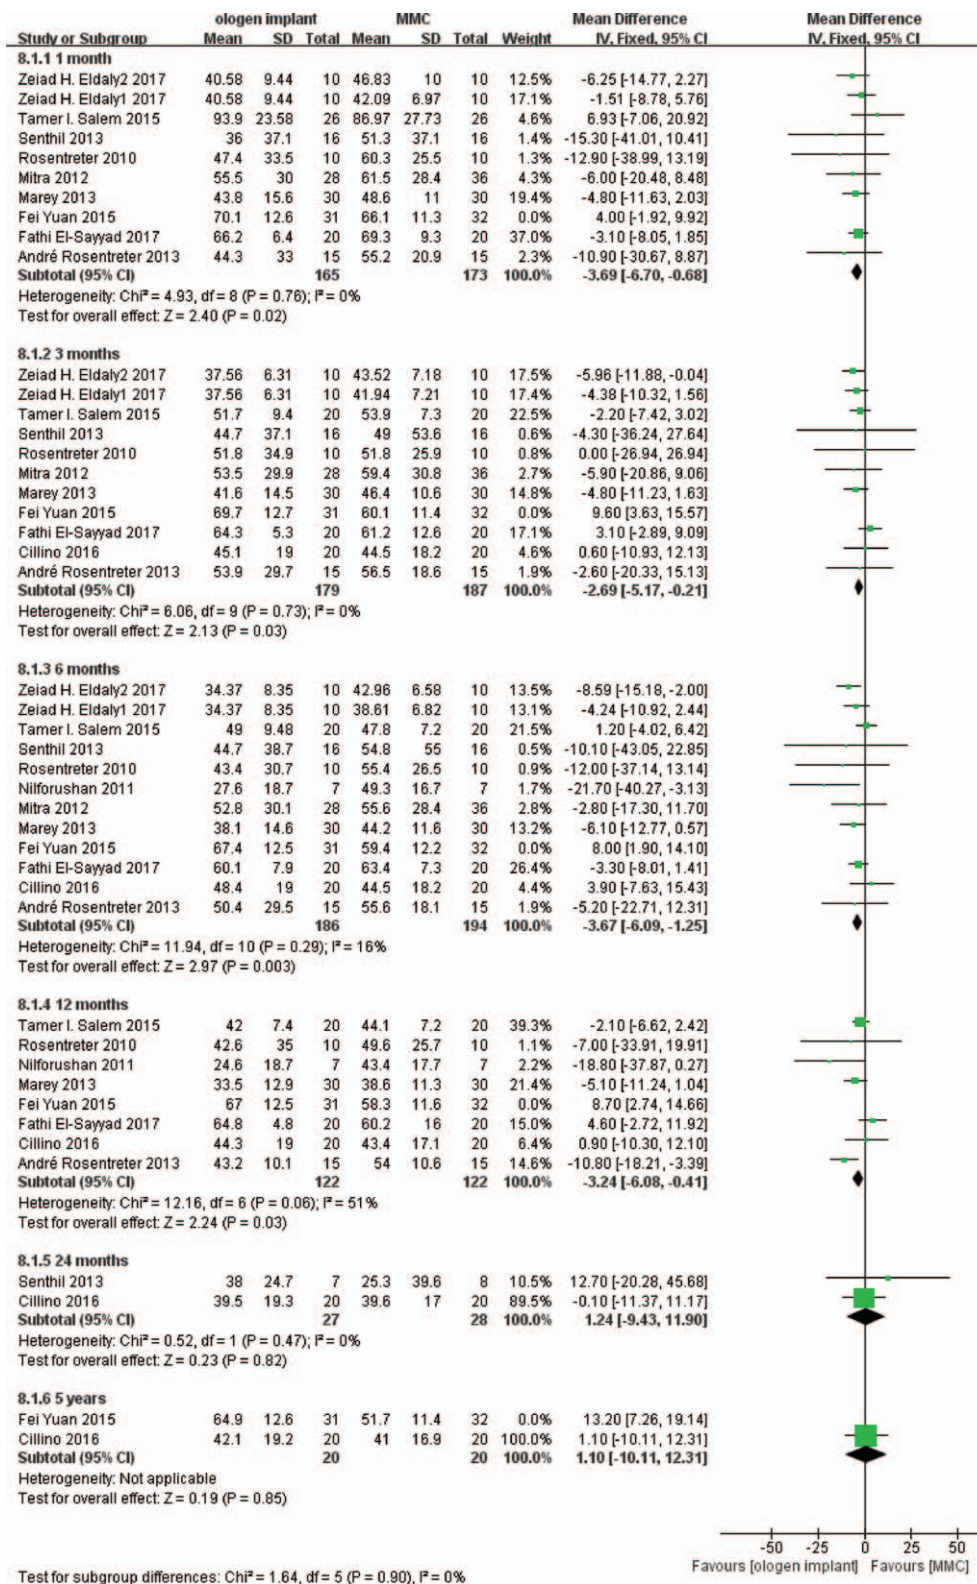 ologen implant MMC Mean Difference Mean Difference
Study or Subgroup Mean SD Total Mean SD Total Weight IV, Fixed, 95% CI IV, Fixed, 95% CI
8.1.1 1 month
Zeiad H. Eldaly2 2017 40.58 9.44 10 46.83 10 10 12.5% -6.25 [-14.77, 2.27]
Zeiad H. Eldaly1 2017 40.58 9.44 10 42.09 6.97 10 17.1% -1.51 [-8.78, 5.76]
Tamer I. Salem 2015 93.9 23.58 26 86.97 27.73 26 4.6% 6.93 [-7.06, 20.92]
Senthil 2013 36 37.1 16 51.3 37.1 16 1.4% -15.30 [-41.01, 10.41]
Rosentreter 2010 47.4 33.5 10 60.3 25.5 10 1.3% -12.90 [-38.99, 13.19]
Mitra 2012 55.5 30 28 61.5 28.4 36 4.3% -6.00 [-20.48, 8.48]
Marey 2013 43.8 15.6 30 48.6 11 30 19.4% -4.80 [-11.63, 2.03]
Fei Yuan 2015 70.1 12.6 31 66.1 11.3 32 0.0% 4.00 [-1.92, 9.92]
Fathi El-Sayyad 2017 66.2 6.4 20 69.3 9.3 20 37.0% -3.10 [-8.05, 1.85]
André Rosentreter 2013 44.3 33 15 55.2 20.9 15 2.3% -10.90 [-30.67, 8.87]
Subtotal (95% CI) 165 173 100.0% -3.69 [-6.70, -0.68]
Heterogeneity: Chi² = 4.93, df = 8 (P = 0.76); I² = 0%
Test for overall effect: Z = 2.40 (P = 0.02)
8.1.2 3 months
Zeiad H. Eldaly2 2017 37.56 6.31 10 43.52 7.18 10 17.5% -5.96 [-11.88, -0.04]
Zeiad H. Eldaly1 2017 37.56 6.31 10 41.94 7.21 10 17.4% -4.38 [-10.32, 1.56]
Tamer I. Salem 2015 51.7 9.4 20 53.9 7.3 20 22.5% -2.20 [-7.42, 3.02]
Senthil 2013 44.7 37.1 16 49 53.6 16 0.6% -4.30 [-36.24, 27.64]
Rosentreter 2010 51.8 34.9 10 51.8 25.9 10 0.8% 0.00 [-26.94, 26.94]
Mitra 2012 53.5 29.9 28 59.4 30.8 36 2.7% -5.90 [-20.86, 9.06]
Marey 2013 41.6 14.5 30 46.4 10.6 30 14.8% -4.80 [-11.23, 1.63]
Fei Yuan 2015 69.7 12.7 31 60.1 11.4 32 0.0% 9.60 [3.63, 15.57]
Fathi El-Sayyad 2017 64.3 5.3 20 61.2 12.6 20 17.1% 3.10 [-2.89, 9.09]
Cillino 2016 45.1 19 20 44.5 18.2 20 4.6% 0.60 [-10.93, 12.13]
André Rosentreter 2013 53.9 29.7 15 56.5 18.6 15 1.9% -2.60 [-20.33, 15.13]
Subtotal (95% CI) 179 187 100.0% -2.69 [-5.17, -0.21]
Heterogeneity: Chi² = 6.06, df = 9 (P = 0.73); I² = 0%
Test for overall effect: Z = 2.13 (P = 0.03)
8.1.3 6 months
Zeiad H. Eldaly2 2017 34.37 8.35 10 42.96 6.58 10 13.5% -8.59 [-15.18, -2.00]
Zeiad H. Eldaly1 2017 34.37 8.35 10 38.61 6.82 10 13.1% -4.24 [-10.92, 2.44]
Tamer I. Salem 2015 49 9.48 20 47.8 7.2 20 21.5% 1.20 [-4.02, 6.42]
Senthil 2013 44.7 38.7 16 54.8 55 16 0.5% -10.10 [-43.05, 22.85]
Rosentreter 2010 43.4 30.7 10 55.4 26.5 10 0.9% -12.00 [-37.14, 13.14]
Nilforushan 2011 27.6 18.7 7 49.3 16.7 7 1.7% -21.70 [-40.27, -3.13]
Mitra 2012 52.8 30.1 28 55.6 28.4 36 2.8% -2.80 [-17.30, 11.70]
Marey 2013 38.1 14.6 30 44.2 11.6 30 13.2% -6.10 [-12.77, 0.57]
Fei Yuan 2015 67.4 12.5 31 59.4 12.2 32 0.0% 8.00 [1.90, 14.10]
Fathi El-Sayyad 2017 60.1 7.9 20 63.4 7.3 20 26.4% -3.30 [-8.01, 1.41]
Cillino 2016 48.4 19 20 44.5 18.2 20 4.4% 3.90 [-7.63, 15.43]
André Rosentreter 2013 50.4 29.5 15 55.6 18.1 15 1.9% -5.20 [-22.71, 12.31]
Subtotal (95% CI) 186 194 100.0% -3.67 [-6.09, -1.25]
Heterogeneity: Chi² = 11.94, df = 10 (P = 0.29); I² = 16%
Test for overall effect: Z = 2.97 (P = 0.003)
8.1.4 12 months
Tamer I. Salem 2015 42 7.4 20 44.1 7.2 20 39.3% -2.10 [-6.62, 2.42]
Rosentreter 2010 42.6 35 10 49.6 25.7 10 1.1% -7.00 [-33.91, 19.91]
Nilforushan 2011 24.6 18.7 7 43.4 17.7 7 2.2% -18.80 [-37.87, 0.27]
Marey 2013 33.5 12.9 30 38.6 11.3 30 21.4% -5.10 [-11.24, 1.04]
Fei Yuan 2015 67 12.5 31 58.3 11.6 32 0.0% 8.70 [2.74, 14.66]
Fathi El-Sayyad 2017 64.8 4.8 20 60.2 16 20 15.0% 4.60 [-2.72, 11.92]
Cillino 2016 44.3 19 20 43.4 17.1 20 6.4% 0.90 [-10.30, 12.10]
André Rosentreter 2013 43.2 10.1 15 54 10.6 15 14.6% -10.80 [-18.21, -3.39]
Subtotal (95% CI) 122 122 100.0% -3.24 [-6.08, -0.41]
Heterogeneity: Chi² = 12.16, df = 6 (P = 0.06); I² = 51%
Test for overall effect: Z = 2.24 (P = 0.03)
8.1.5 24 months
Senthil 2013 38 24.7 7 25.3 39.6 8 10.5% 12.70 [-20.28, 45.68]
Cillino 2016 39.5 19.3 20 39.6 17 20 89.5% -0.10 [-11.37, 11.17]
Subtotal (95% CI) 27 28 100.0% 1.24 [-9.43, 11.90]
Heterogeneity: Chi² = 0.52, df = 1 (P = 0.47); I² = 0%
Test for overall effect: Z = 0.23 (P = 0.82)
8.1.6 5 years
Fei Yuan 2015 64.9 12.6 31 51.7 11.4 32 0.0% 13.20 [7.26, 19.14]
Cillino 2016 42.1 19.2 20 41 16.9 20 100.0% 1.10 [-10.11, 12.31]
Subtotal (95% CI) 20 20 100.0% 1.10 [-10.11, 12.31]
Heterogeneity: Not applicable
Test for overall effect: Z = 0.19 (P = 0.85)
-50 -25 0 25 50
Favours [ologen implant] Favours [MMC]
Test for subgroup differences: Chi² = 1.64, df = 5 (P = 0.90), I² = 0%